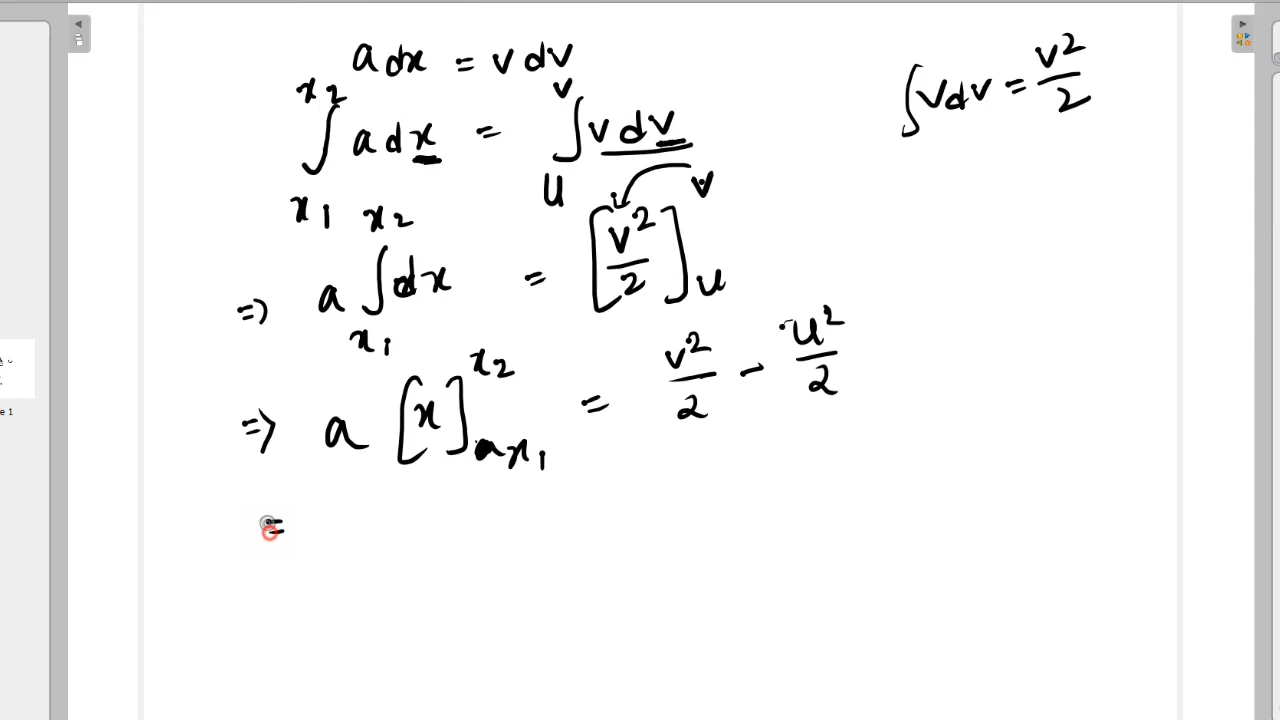 a dx = v dv
∫_{x1}^{x2} a dx = ∫_{U}^{v} v dv
∫ v dv = v²/2
=> a ∫_{x1}^{x2} dx = [v²/2]_{u}^{v}
=> a [x]_{x1}^{x2} = v²/2 - u²/2
=
e 1